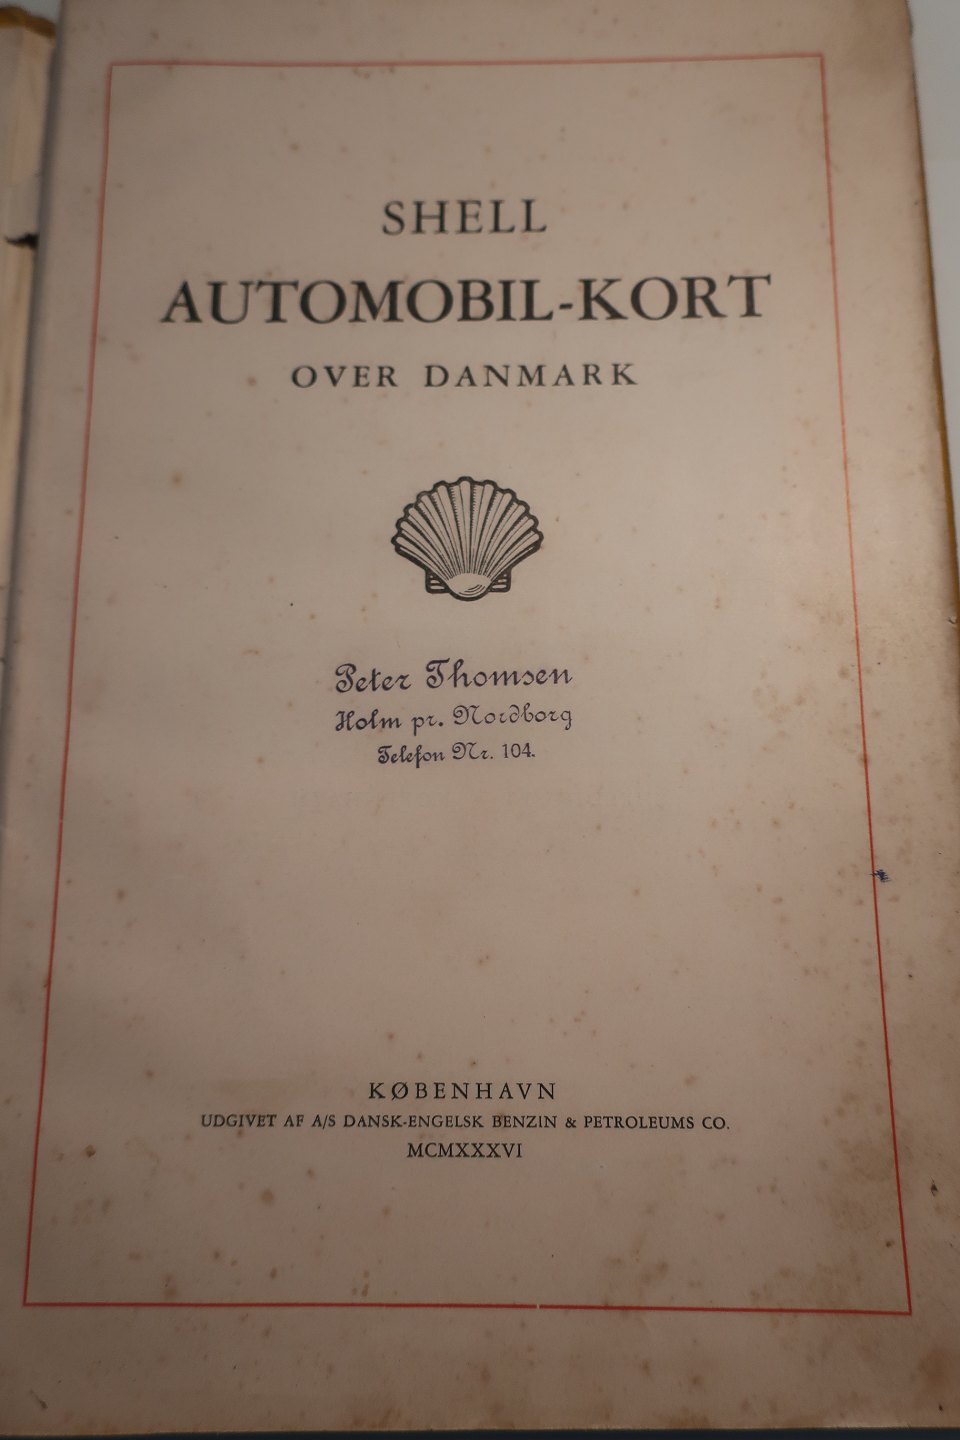 SHELL
AUTOMOBIL-KORT
OVER DANMARK
Peter Thomsen
Holm pr. Nordborg
Telefon Nr. 104.
KØBENHAVN
UDGIVET AF A/S DANSK-ENGELSK BENZIN & PETROLEUMS CO.
MCMXXXVI